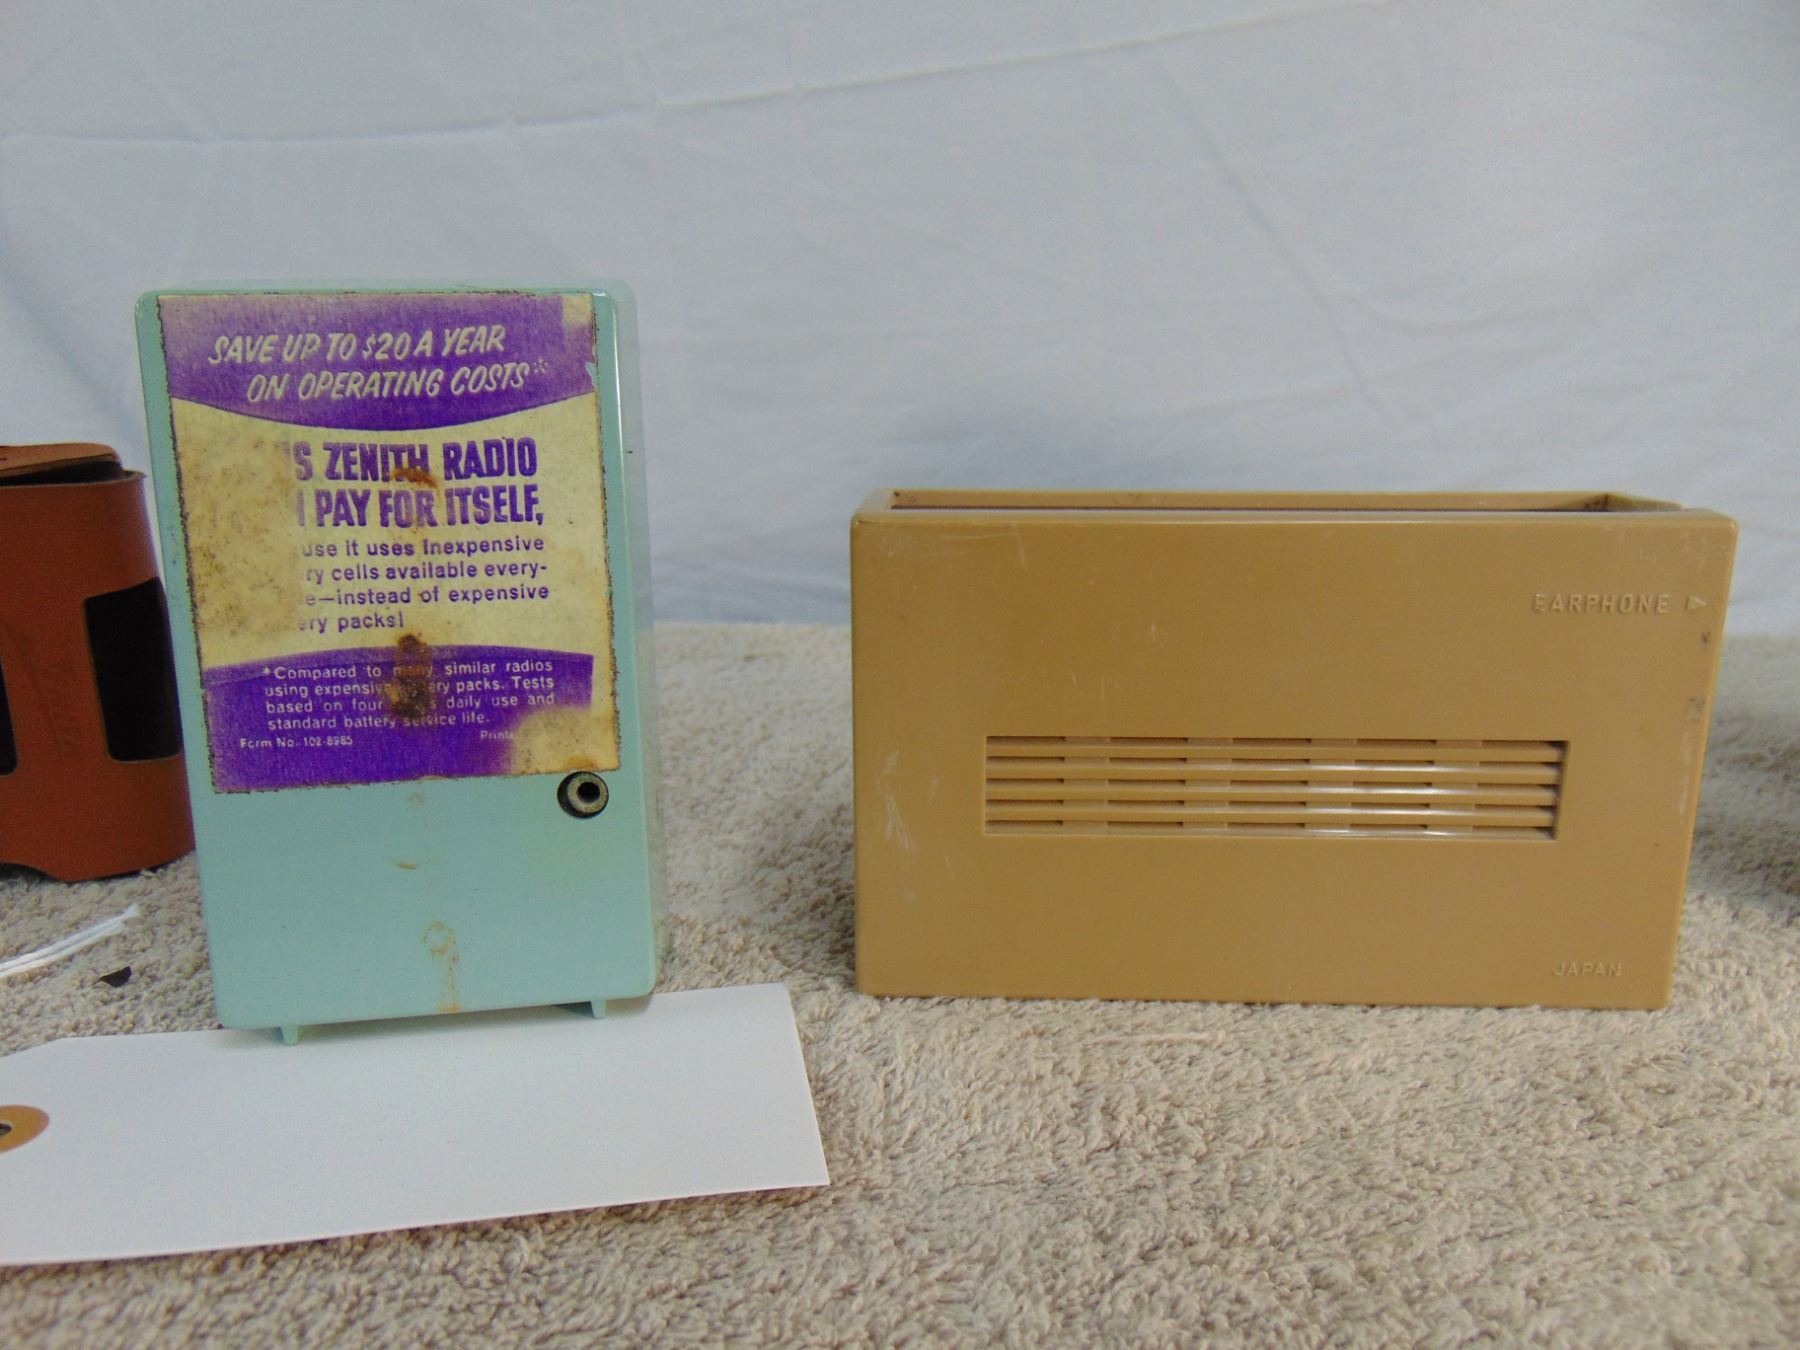 SAVE UP TO $20 A YEAR
ON OPERATING COSTS*
ZENITH RADIO
PAY FOR ITSELF,
it uses inexpensive
cells available every-
—instead of expensive
packs!
*Compared to many similar radios
using expensive packs. Tests
based on four daily use and
standard battery service life.
Form No. 102-8985
EARPHONE
JAPAN